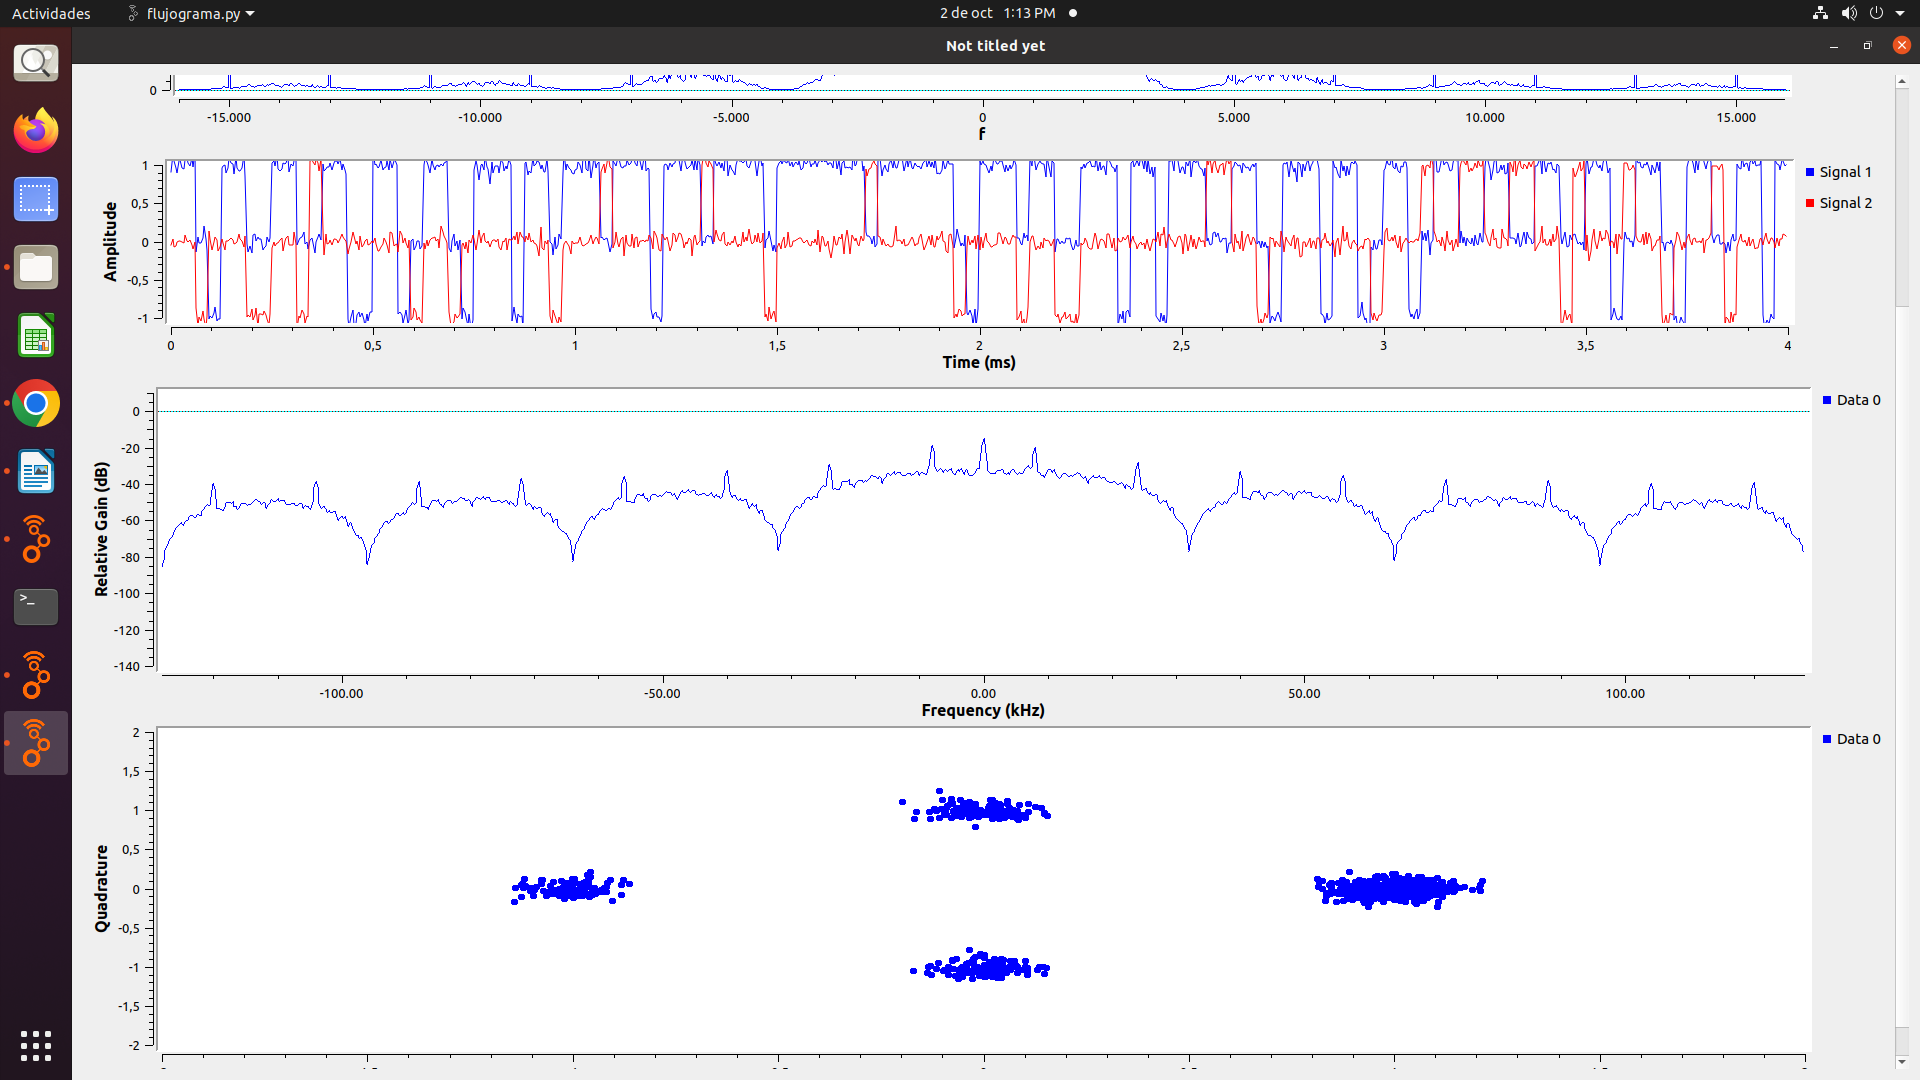 Actividades flujograma.py 2 de oct 1:13 PM
Not titled yet
0
-15.000 -10.000 -5.000 0 5.000 10.000 15.000
f
1
0,5
0
-0,5
-1
Amplitude
Signal 1
Signal 2
0 0,5 1 1,5 2 2,5 3 3,5 4
Time (ms)
0
-20
-40
-60
-80
-100
-120
-140
Relative Gain (dB)
Data 0
-100.00 -50.00 0.00 50.00 100.00
Frequency (kHz)
2
1,5
1
0,5
0
-0,5
-1
-1,5
-2
Quadrature
Data 0